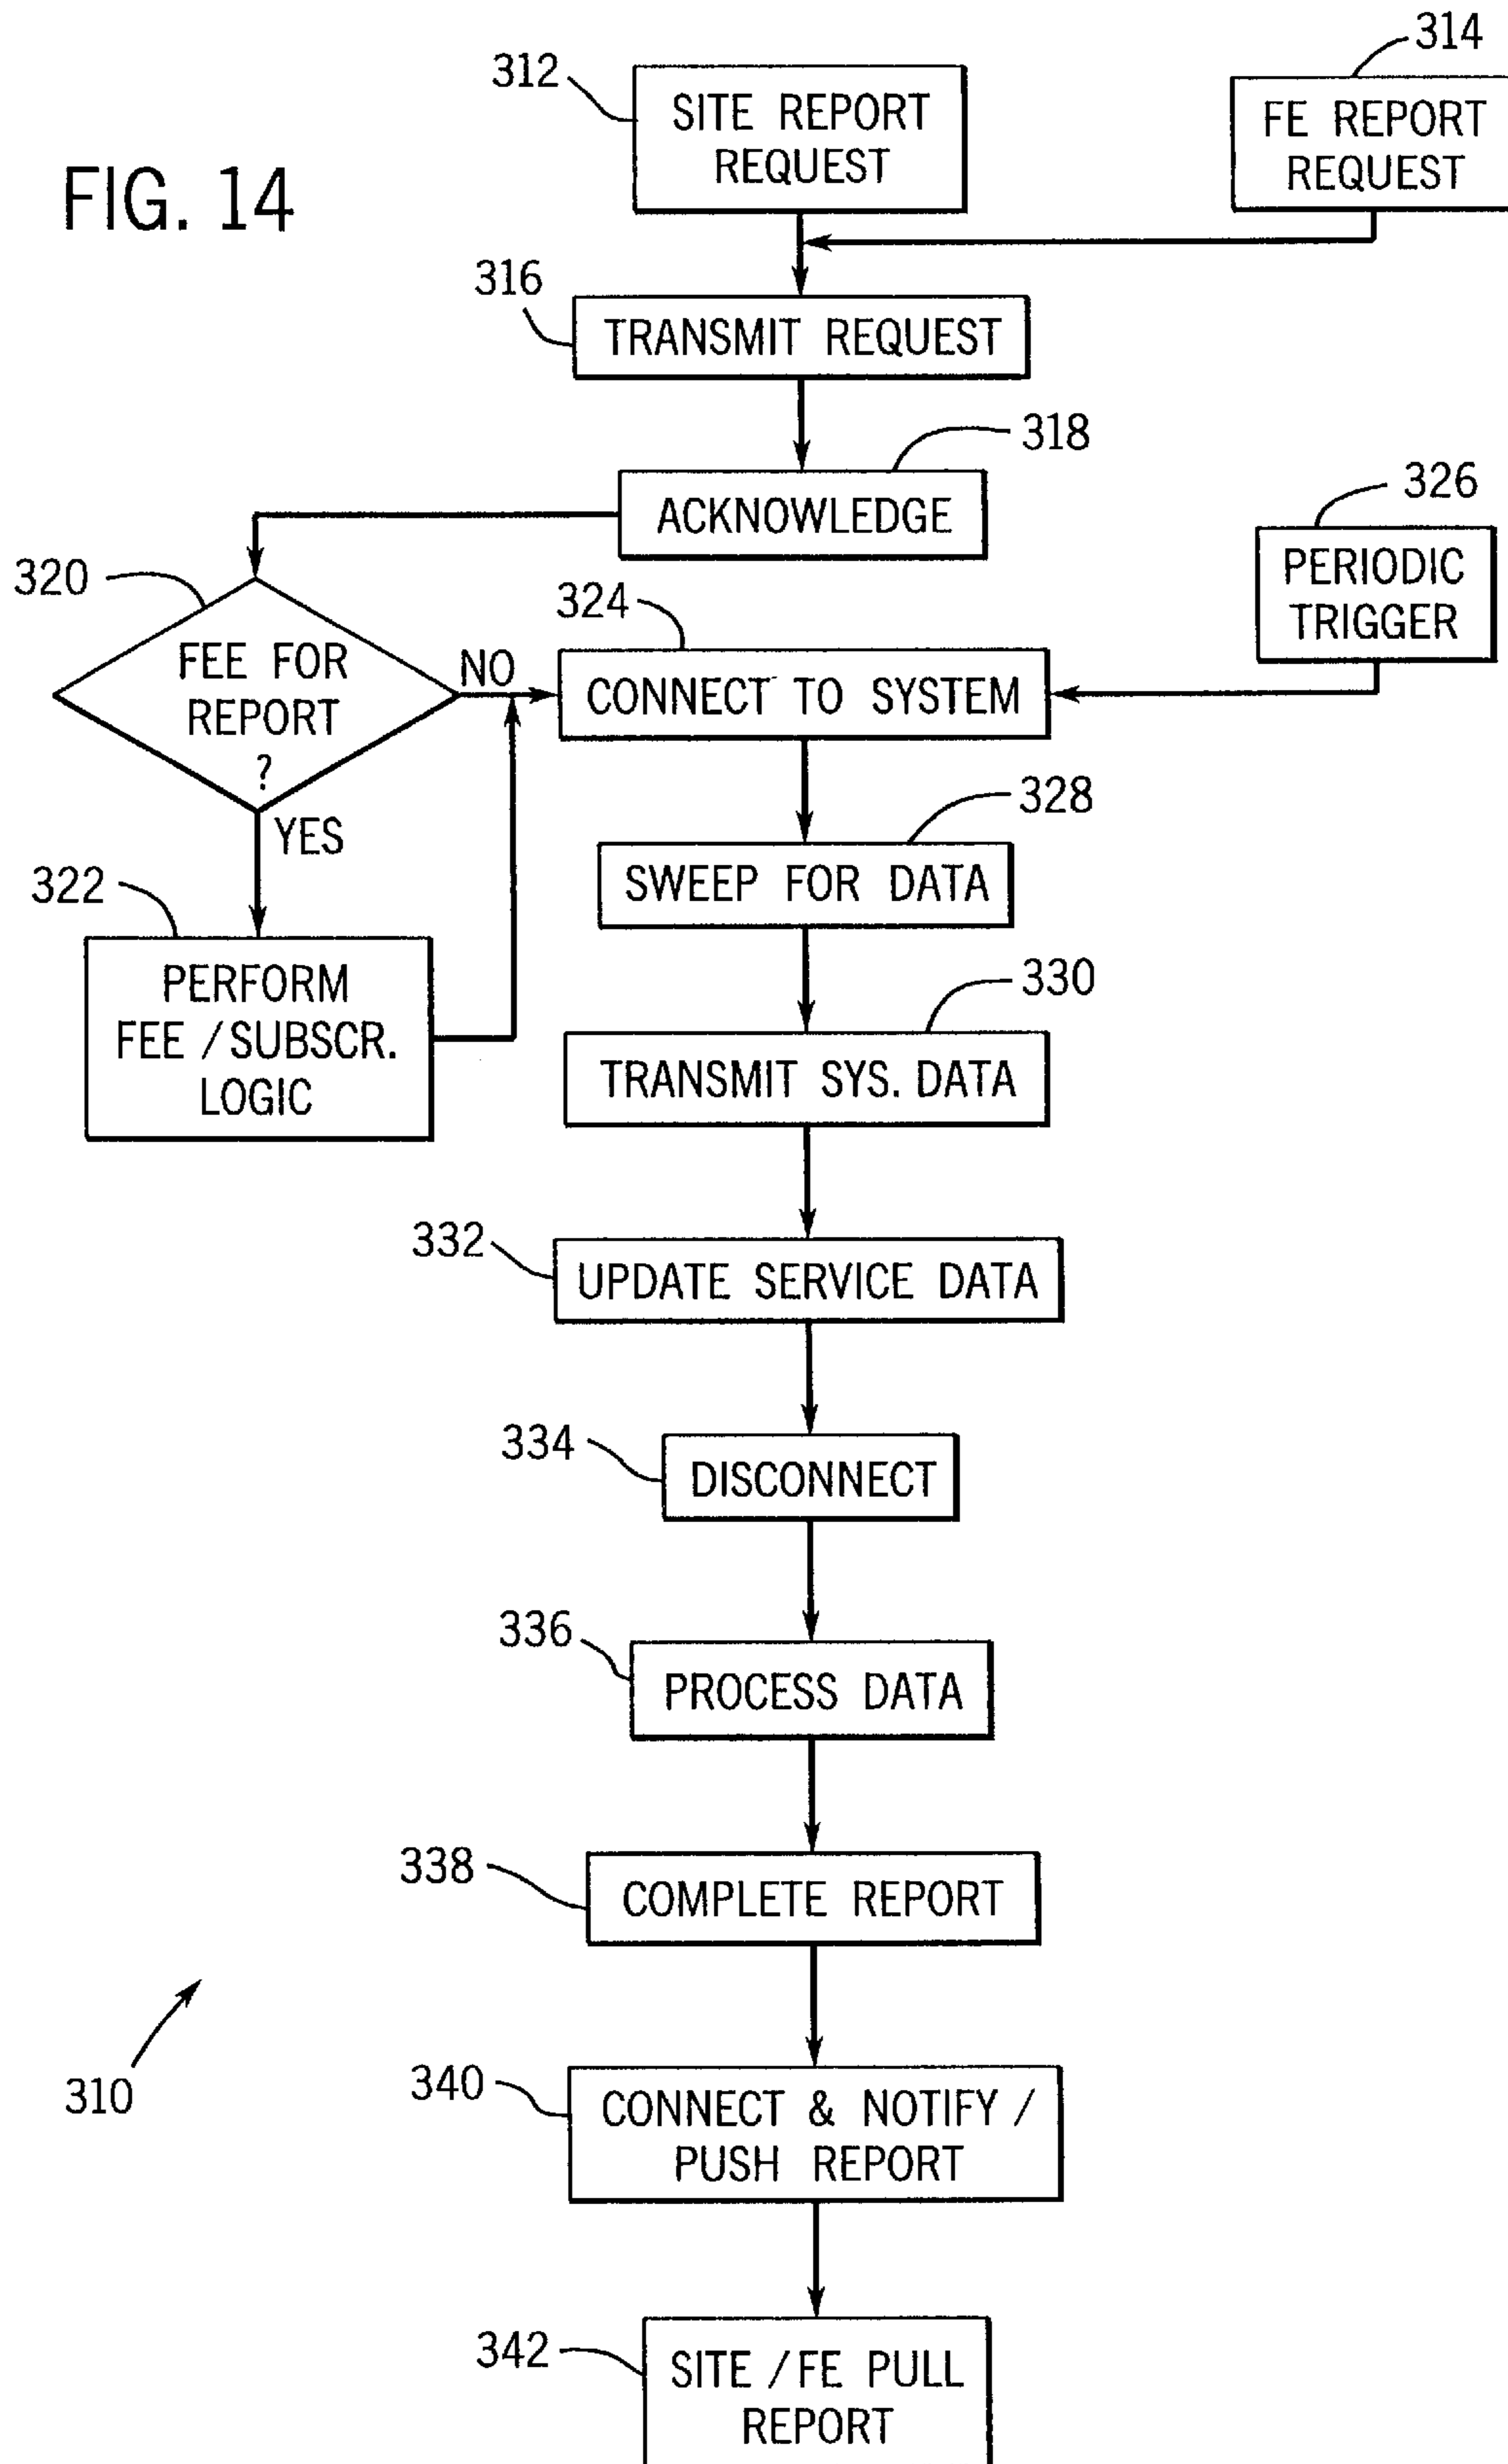 314
312
SITE REPORT
REQUEST
FE REPORT
REQUEST
FIG. 14
316
TRANSMIT REQUEST
318
ACKNOWLEDGE
326
PERIODIC
TRIGGER
320
FEE FOR
REPORT
?
NO
YES
324
CONNECT TO SYSTEM
328
SWEEP FOR DATA
322
PERFORM
FEE / SUBSCR.
LOGIC
330
TRANSMIT SYS. DATA
332
UPDATE SERVICE DATA
334
DISCONNECT
336
PROCESS DATA
338
COMPLETE REPORT
310
340
CONNECT & NOTIFY /
PUSH REPORT
342
SITE / FE PULL
REPORT